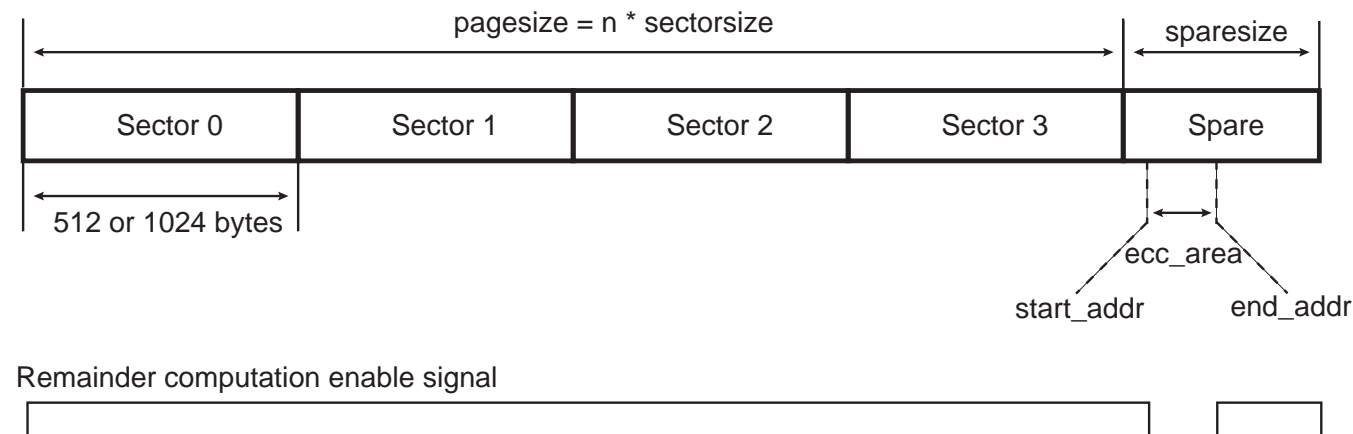 pagesize = n * sectorsize
sparesize
Sector 0
Sector 1
Sector 2
Sector 3
Spare
512 or 1024 bytes
ecc_area
start_addr
end_addr
Remainder computation enable signal